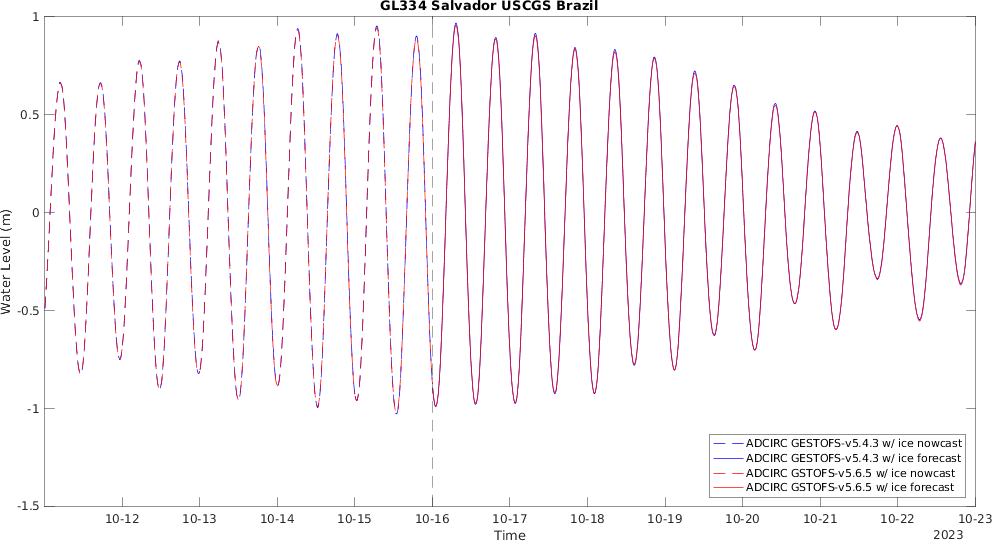 GL334 Salvador USCGS Brazil
1
0.5
0
-0.5
-1
-1.5
Water Level (m)
ADCIRC GESTOFS-v5.4.3 w/ ice nowcast
ADCIRC GESTOFS-v5.4.3 w/ ice forecast
ADCIRC GSTOFS-v5.6.5 w/ ice nowcast
ADCIRC GSTOFS-v5.6.5 w/ ice forecast
10-12 10-13 10-14 10-15 10-16 10-17 10-18 10-19 10-20 10-21 10-22 10-23
Time
2023